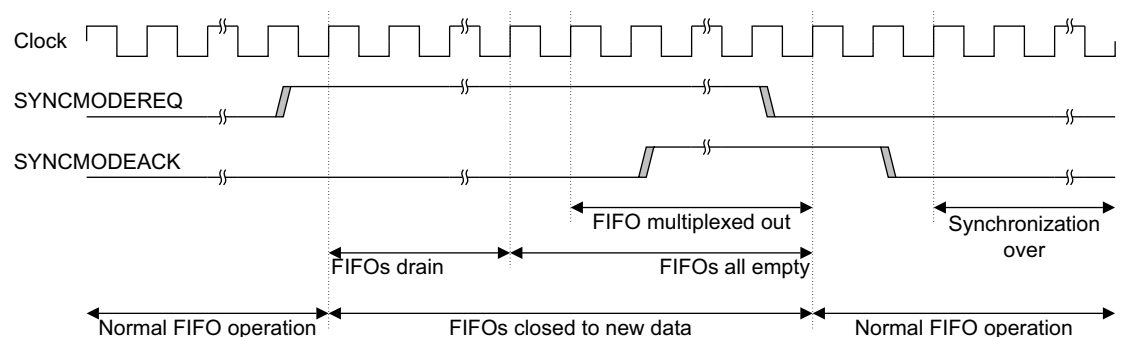 Clock
SYNCMODEREQ
SYNCMODEACK
FIFO multiplexed out
Synchronization
over
FIFOs drain
FIFOs all empty
Normal FIFO operation
FIFOs closed to new data
Normal FIFO operation